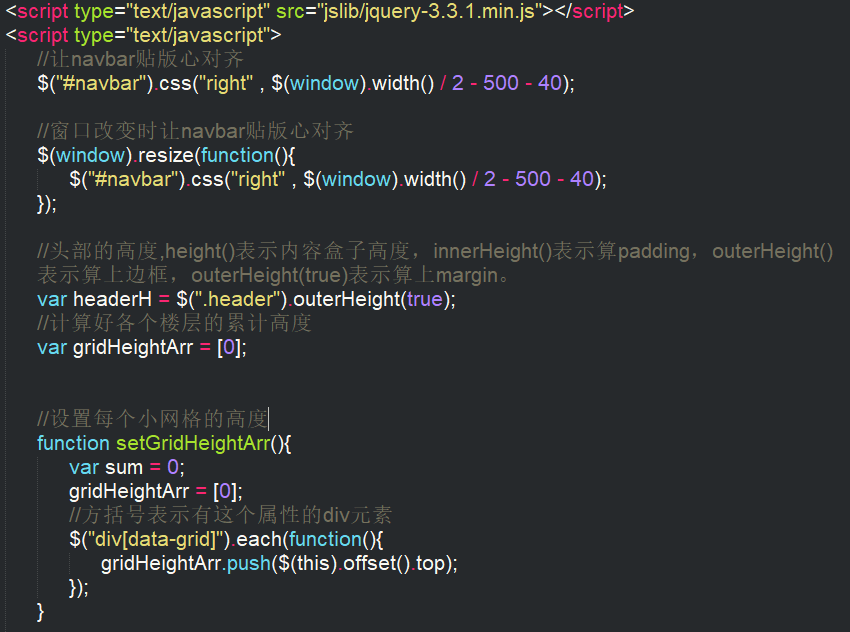 <script type="text/javascript" src="jslib/jquery-3.3.1.min.js"></script>
<script type="text/javascript">
//让navbar贴版心对齐
$("#navbar").css("right" , $(window).width() / 2 - 500 - 40);
//窗口改变时让navbar贴版心对齐
$(window).resize(function(){
$("#navbar").css("right" , $(window).width() / 2 - 500 - 40);
});
//头部的高度,height()表示内容盒子高度，innerHeight()表示算padding，outerHeight()
表示算上边框，outerHeight(true)表示算上margin。
var headerH = $(".header").outerHeight(true);
//计算好各个楼层的累计高度
var gridHeightArr = [0];
//设置每个小网格的高度
function setGridHeightArr(){
var sum = 0;
gridHeightArr = [0];
//方括号表示有这个属性的div元素
$("div[data-grid]").each(function(){
gridHeightArr.push($(this).offset().top);
});
}